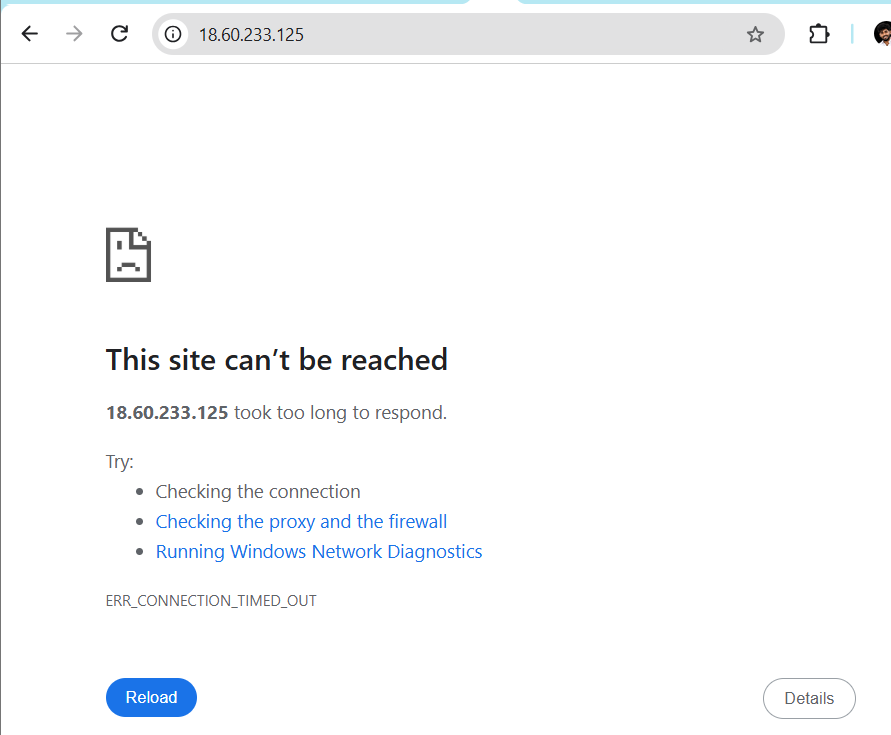 18.60.233.125
This site can’t be reached
18.60.233.125 took too long to respond.
Try:
Checking the connection
Checking the proxy and the firewall
Running Windows Network Diagnostics
ERR_CONNECTION_TIMED_OUT
Reload
Details